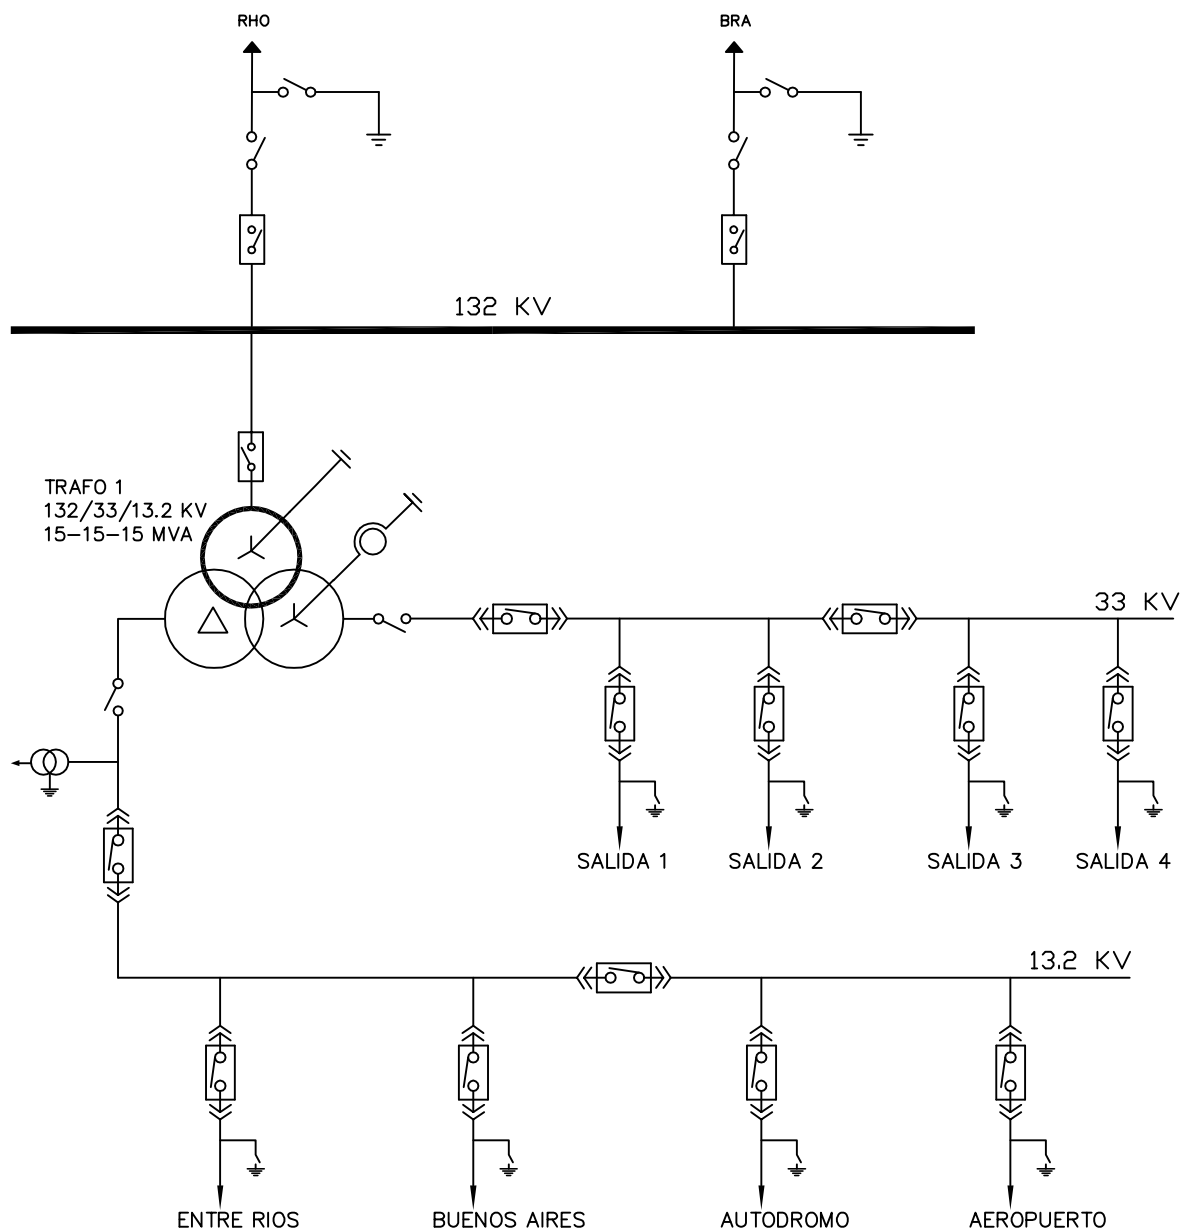 RHO
BRA
132 KV
TRAFO 1
132/33/13.2 KV
15-15-15 MVA
33 KV
SALIDA 1
SALIDA 2
SALIDA 3
SALIDA 4
13.2 KV
ENTRE RIOS
BUENOS AIRES
AUTODROMO
AEROPUERTO